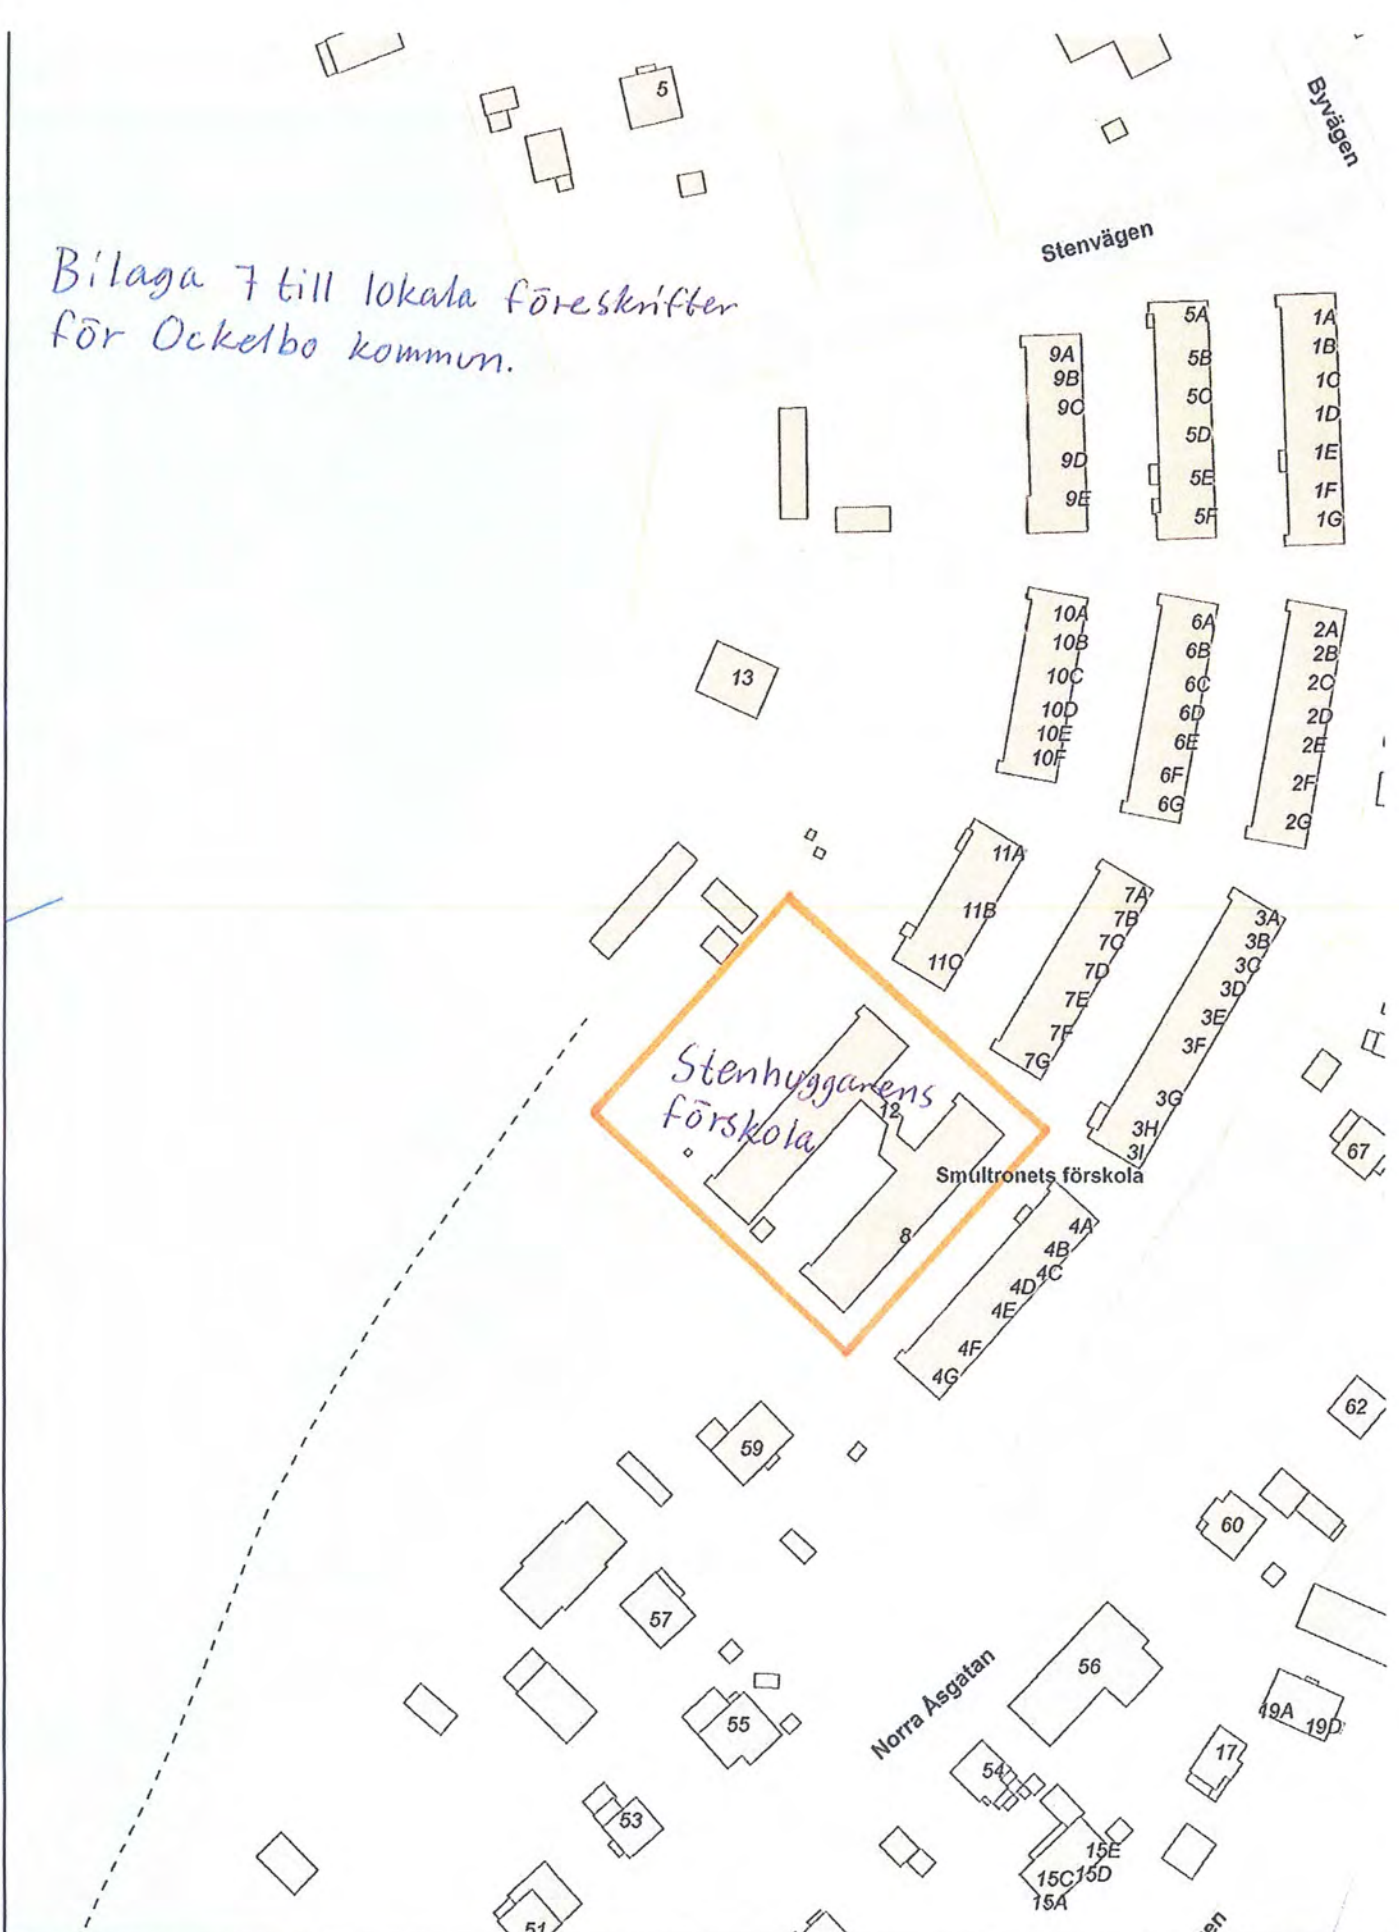 5
Byvägen
Stenvägen
Bilaga 7 till lokala föreskrifter
för Ockelbo kommun.
9A
9B
9C
9D
9E
5A
5B
5C
5D
5E
5F
1A
1B
1C
1D
1E
1F
1G
10A
10B
10C
10D
10E
10F
6A
6B
6C
6D
6E
6F
6G
2A
2B
2C
2D
2E
2F
2G
13
11A
11B
11C
7A
7B
7C
7D
7E
7F
7G
3A
3B
3C
3D
3E
3F
3G
3H
3I
Stenhuggarens
förskola
12
8
Smultronets förskola
67
4A
4B
4C
4D
4E
4F
4G
62
59
60
57
56
Norra Åsgatan
55
19A
19D
17
54
53
15E
15D
15C
15A
51
en